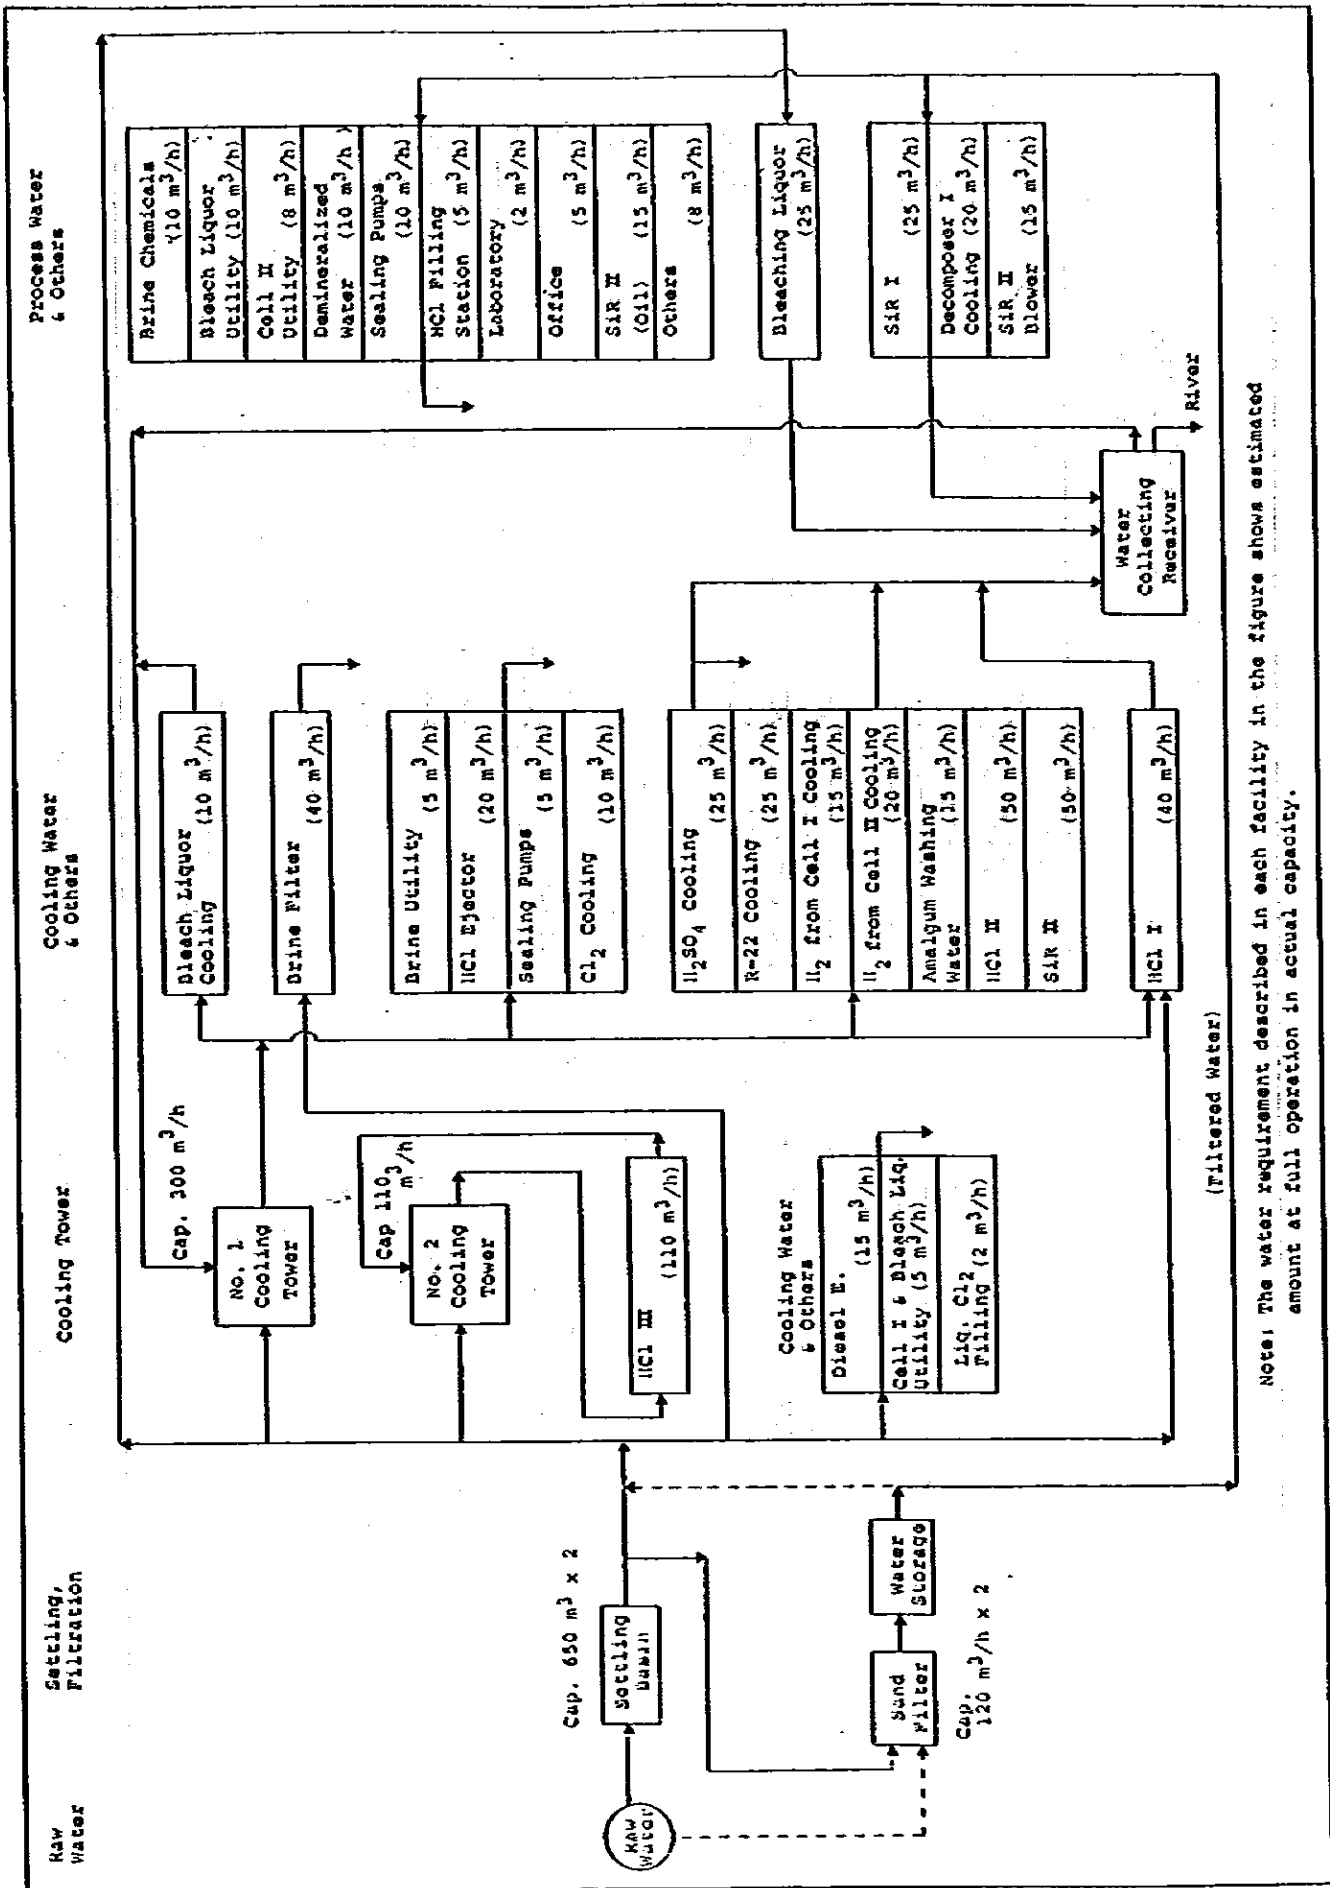 Raw
Water
Settling,
Filtration
Cooling Tower
Cooling Water
& Others
Process Water
& Others
Raw
Water
Cap. 650 m³ x 2
Settling
Basin
Sand
Filter
Cap.
120 m³/h x 2
Water
Storage
Cap. 300 m³/h
No. 1
Cooling
Tower
Cap 110
m³/h
No. 2
Cooling
Tower
HCl III
(110 m³/h)
Cooling Water
& Others
Diesel E.
(15 m³/h)
Cell I & Bleach Liq.
Utility (5 m³/h)
Liq. Cl₂
Filling (2 m³/h)
Bleach Liquor
Cooling (10 m³/h)
Brine Filter
(40 m³/h)
Brine Utility
(5 m³/h)
HCl Ejector
(20 m³/h)
Sealing Pumps
(5 m³/h)
Cl₂ Cooling
(10 m³/h)
H₂SO₄ Cooling
(25 m³/h)
R-22 Cooling
(25 m³/h)
H₂ from Cell I Cooling
(15 m³/h)
H₂ from Cell II Cooling
(20 m³/h)
Amalgum Washing
Water (15 m³/h)
HCl II
(50 m³/h)
SiR II
(50 m³/h)
HCl I
(40 m³/h)
Brine Chemicals
(10 m³/h)
Bleach Liquor
Utility (10 m³/h)
Cell II
Utility (8 m³/h)
Demineralized
Water (10 m³/h)
Sealing Pumps
(10 m³/h)
HCl Filling
Station (5 m³/h)
Laboratory
(2 m³/h)
Office
(5 m³/h)
SiR II
(Oil) (15 m³/h)
Others
(8 m³/h)
Bleaching Liquor
(25 m³/h)
SiR I
(25 m³/h)
Decomposer I
Cooling (20 m³/h)
SiR II
Blower (15 m³/h)
Water
Collecting
Receiver
River
(Filtered Water)
Note: The water requirement described in each facility in the figure shows estimated
amount at full operation in actual capacity.